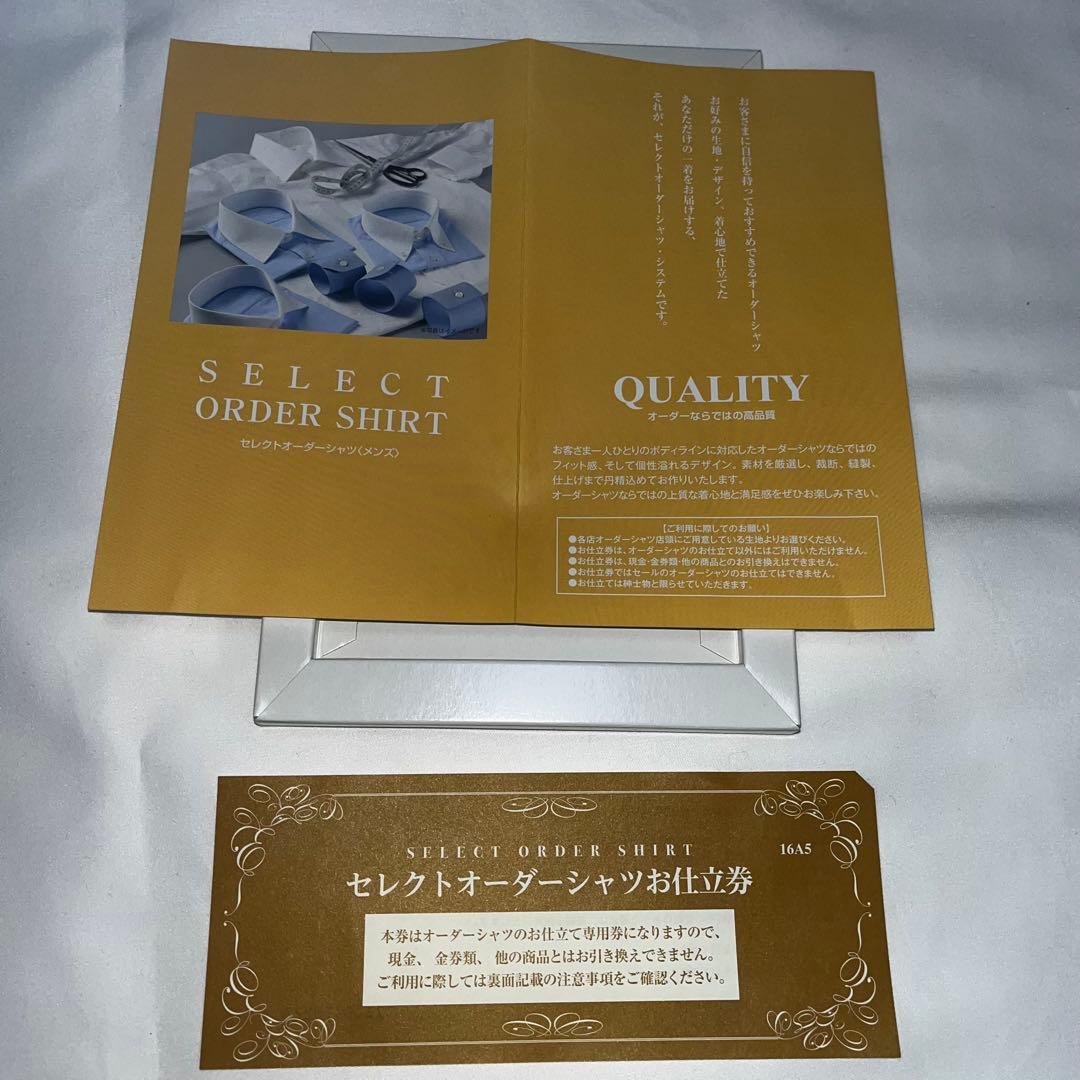 ※写真はイメージです
SELECT
ORDER SHIRT
セレクトオーダーシャツ〈メンズ〉
お客さまに自信を持っておすすめできるオーダーシャツ
お好みの生地・デザイン、着心地で仕立てた
あなただけの一着をお届けする、
それが、セレクトオーダーシャツ・システムです。
QUALITY
オーダーならではの高品質
お客さま一人ひとりのボディラインに対応したオーダーシャツならではの
フィット感、そして個性溢れるデザイン。素材を厳選し、裁断、縫製、
仕上げまで丹精込めてお作りいたします。
オーダーシャツならではの上質な着心地と満足感をぜひお楽しみ下さい。
【ご利用に際してのお願い】
●各店オーダーシャツ店頭にご用意している生地よりお選びください。
●お仕立券は、オーダーシャツのお仕立て以外にはご利用いただけません。
●お仕立券は、現金・金券類・他の商品とのお引き換えはできません。
●お仕立券ではセールのオーダーシャツのお仕立てはできません。
●お仕立ては紳士物と限らせていただきます。
SELECT ORDER SHIRT
16A5
セレクトオーダーシャツお仕立券
本券はオーダーシャツのお仕立て専用券になりますので、
現金、金券類、他の商品とはお引き換えできません。
ご利用に際しては裏面記載の注意事項をご確認ください。